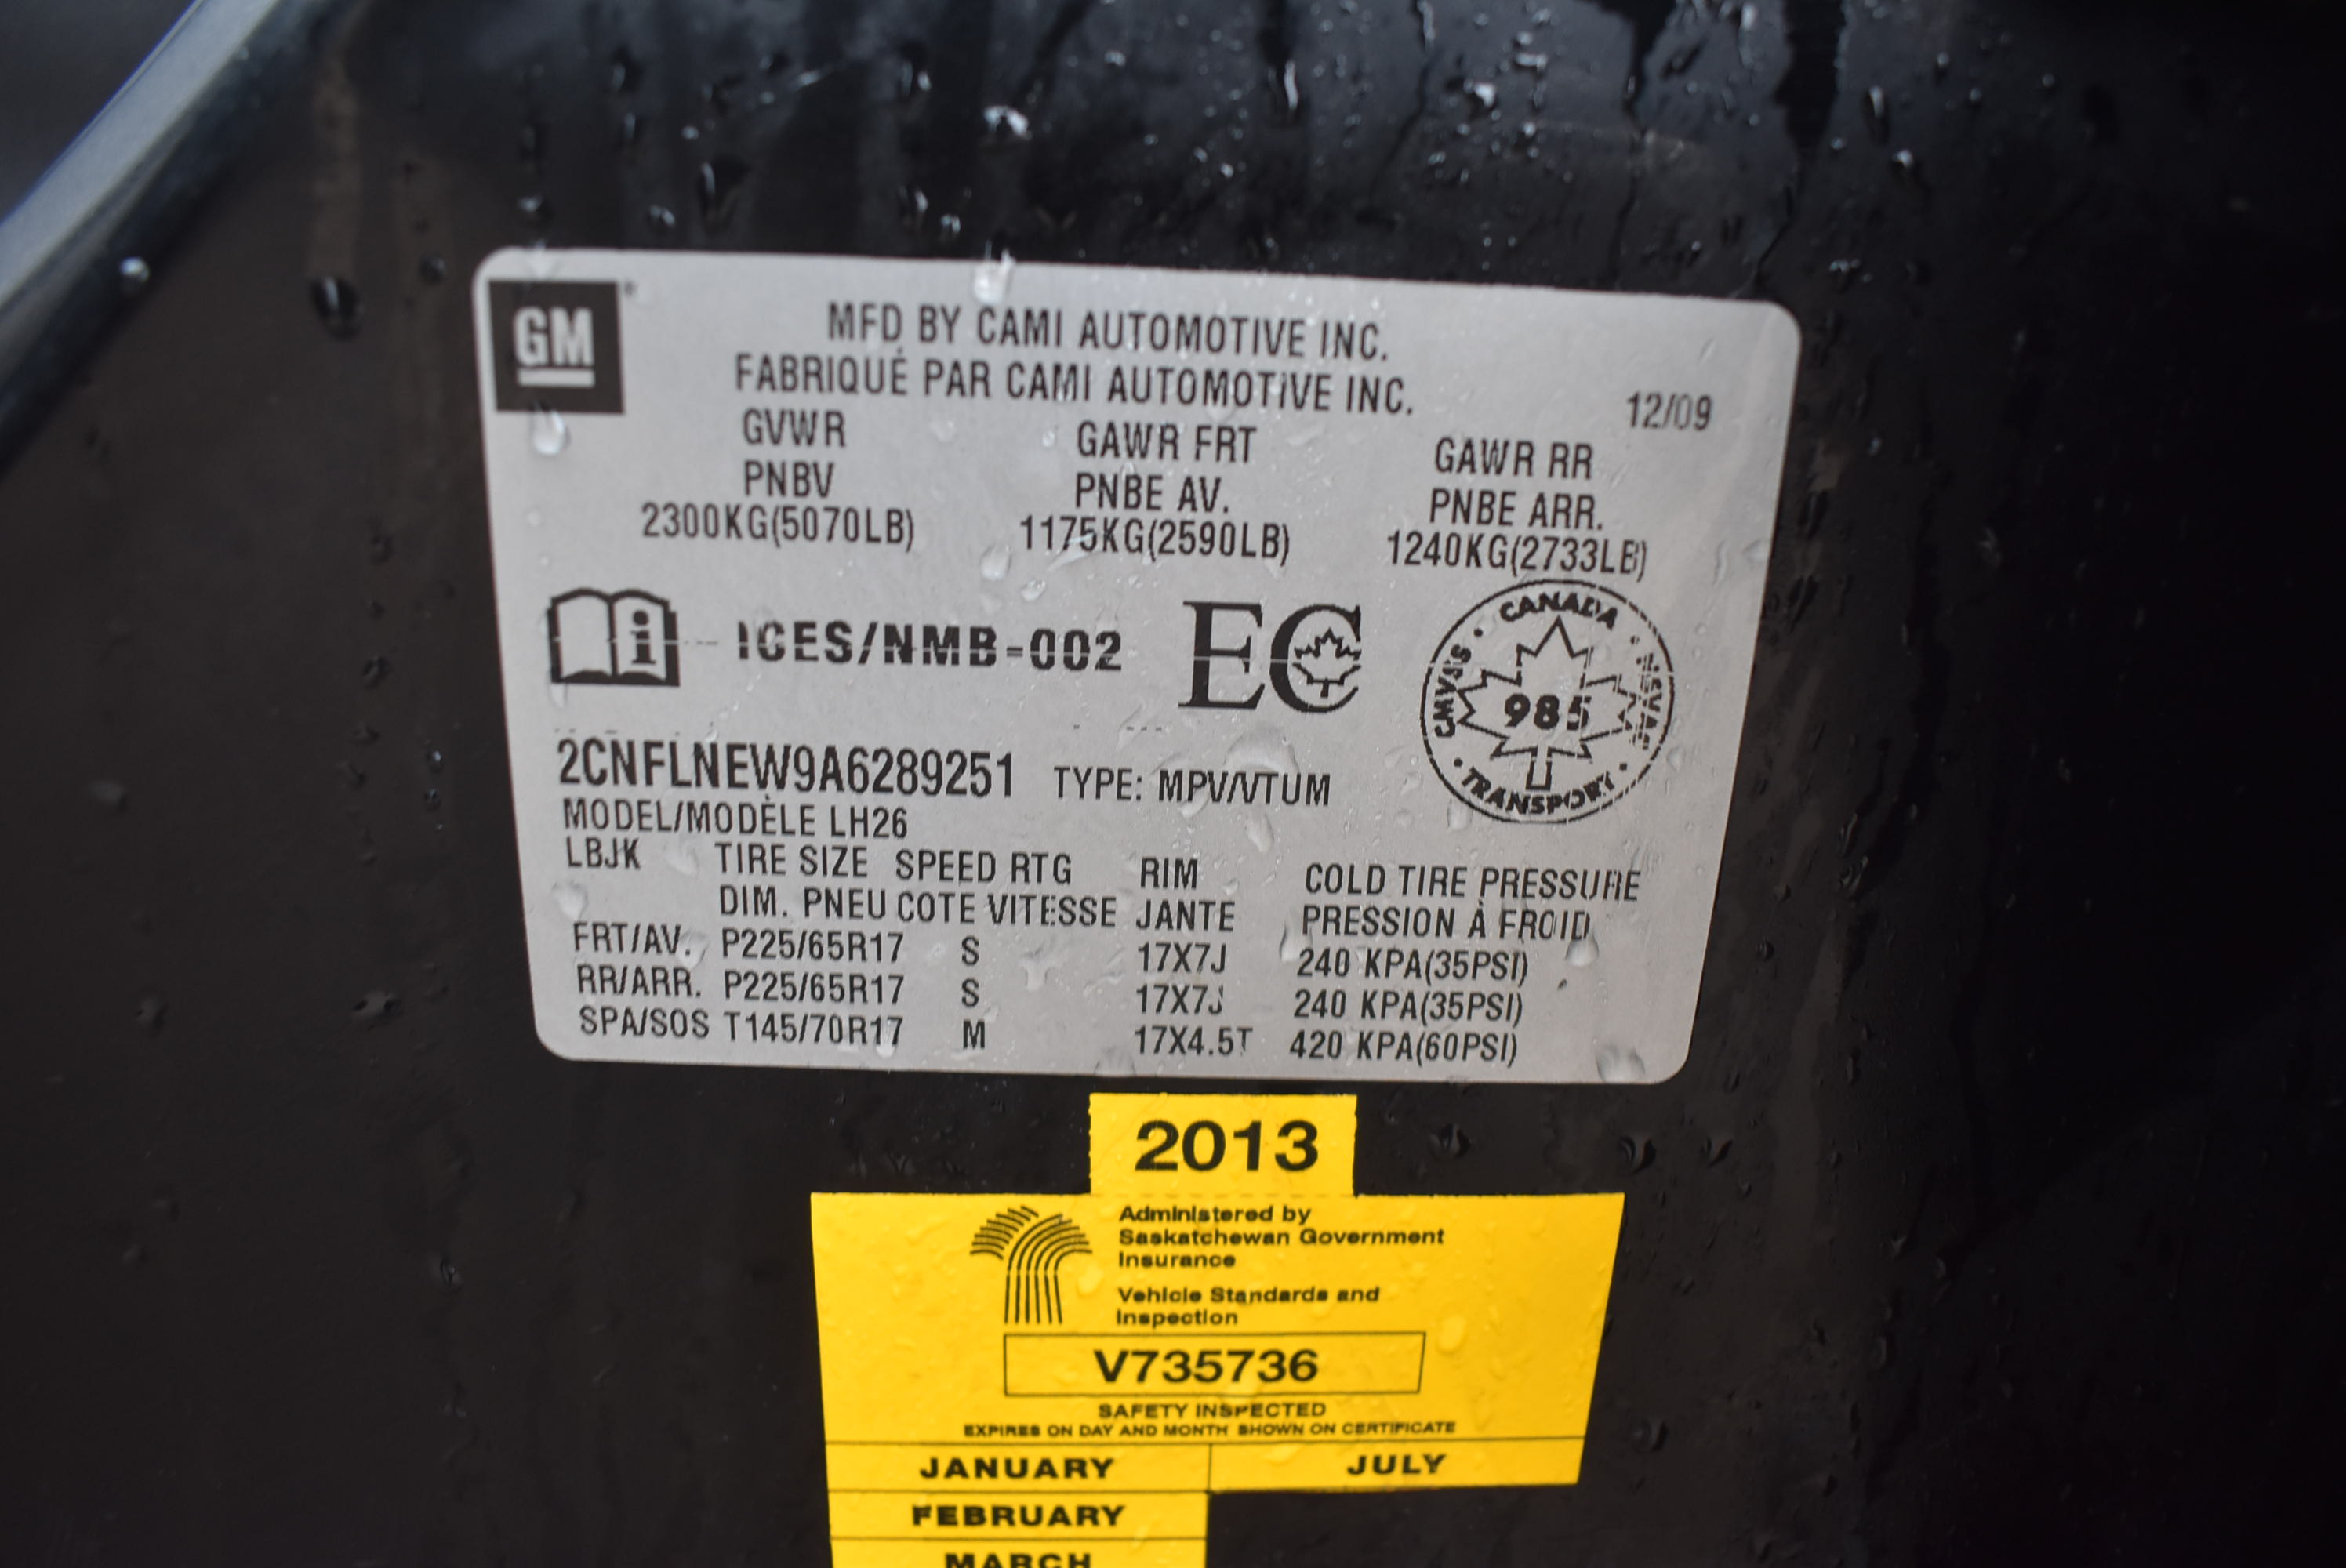 GM
MFD BY CAMI AUTOMOTIVE INC.
FABRIQUÉ PAR CAMI AUTOMOTIVE INC.
12/09
GVWR GAWR FRT GAWR RR
PNBV PNBE AV. PNBE ARR.
2300KG(5070LB) 1175KG(2590LB) 1240KG(2733LB)
i ICES/NMB-002 EC
CANADA
CMVSS NSVAC
985
TRANSPORT
2CNFLNEW9A6289251 TYPE: MPV/VTUM
MODEL/MODÈLE LH26
LBJK TIRE SIZE SPEED RTG RIM COLD TIRE PRESSURE
DIM. PNEU COTE VITESSE JANTE PRESSION À FROID
FRT/AV. P225/65R17 S 17X7J 240 KPA(35PSI)
RR/ARR. P225/65R17 S 17X7J 240 KPA(35PSI)
SPA/SOS T145/70R17 M 17X4.5T 420 KPA(60PSI)
2013
Administered by
Saskatchewan Government
Insurance
Vehicle Standards and
Inspection
V735736
SAFETY INSPECTED
EXPIRES ON DAY AND MONTH SHOWN ON CERTIFICATE
JANUARY JULY
FEBRUARY
MARCH